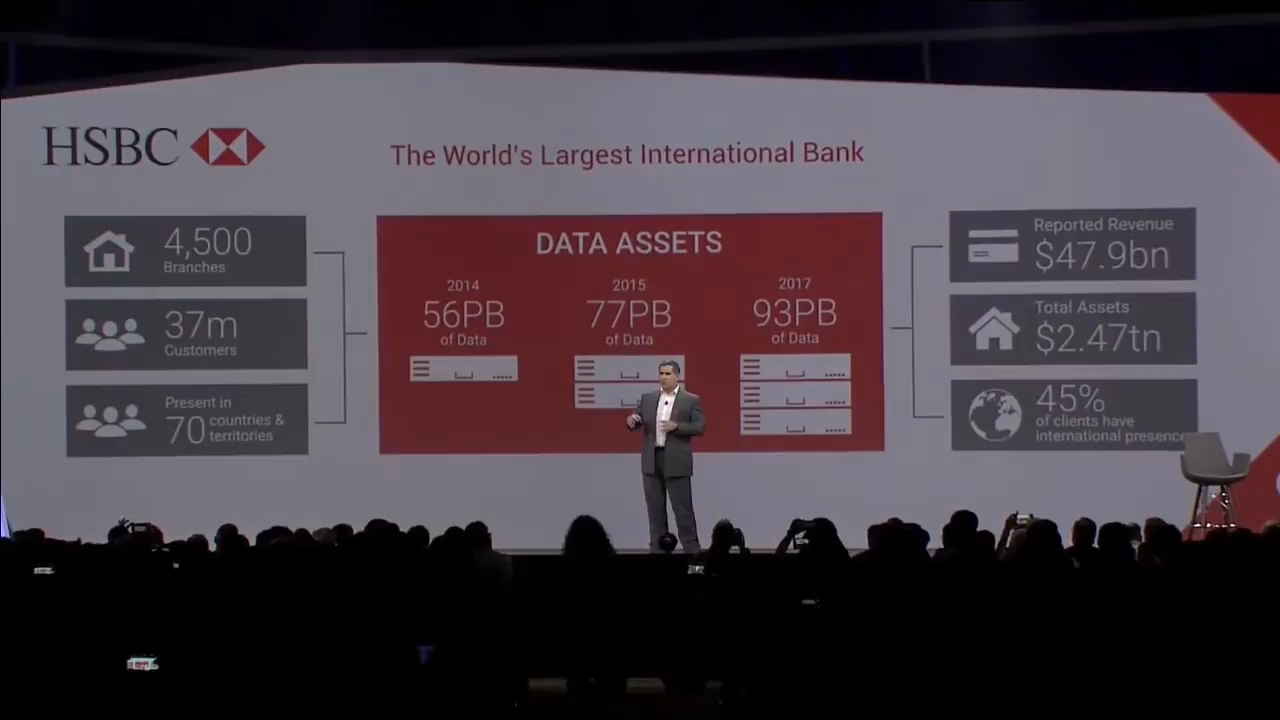 HSBC
The World's Largest International Bank
4,500
Branches
37m
Customers
Present in
70 countries &
territories
DATA ASSETS
2014
56PB
of Data
2015
77PB
of Data
2017
93PB
of Data
Reported Revenue
$47.9bn
Total Assets
$2.47tn
45%
of clients have
international presence